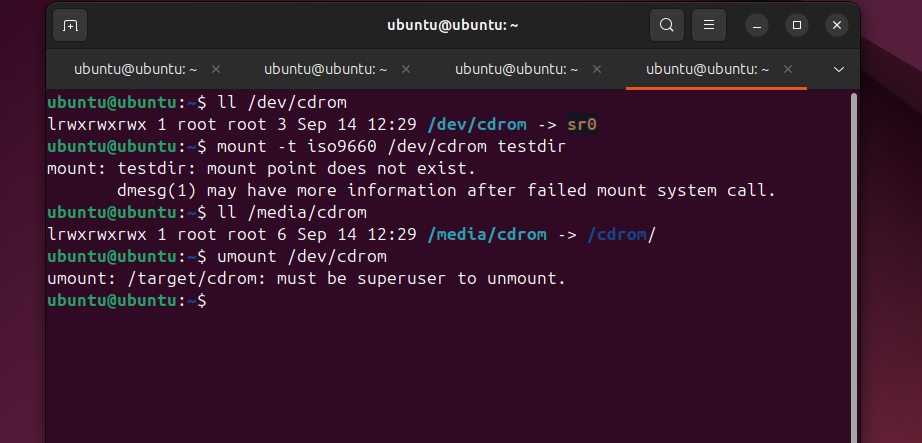 ubuntu@ubuntu: ~
ubuntu@ubuntu: ~ × ubuntu@ubuntu: ~ × ubuntu@ubuntu: ~ × ubuntu@ubuntu: ~ ×
ubuntu@ubuntu:~$ ll /dev/cdrom
lrwxrwxrwx 1 root root 3 Sep 14 12:29 /dev/cdrom -> sr0
ubuntu@ubuntu:~$ mount -t iso9660 /dev/cdrom testdir
mount: testdir: mount point does not exist.
       dmesg(1) may have more information after failed mount system call.
ubuntu@ubuntu:~$ ll /media/cdrom
lrwxrwxrwx 1 root root 6 Sep 14 12:29 /media/cdrom -> /cdrom/
ubuntu@ubuntu:~$ umount /dev/cdrom
umount: /target/cdrom: must be superuser to unmount.
ubuntu@ubuntu:~$